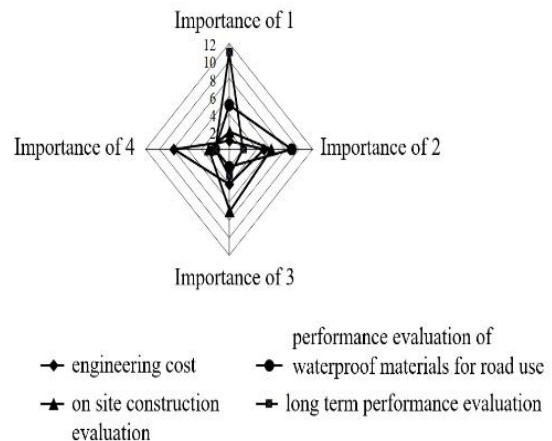 Importance of 1
12
10
8
6
4
2
Importance of 4
Importance of 2
Importance of 3
engineering cost
performance evaluation of
waterproof materials for road use
on site construction
evaluation
long term performance evaluation